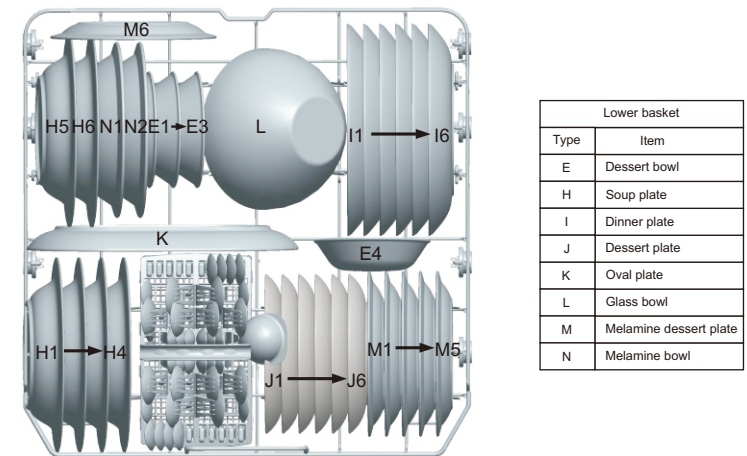 M6
H5 H6 N1 N2 E1 E3 L I1 I6
K
E4
H1 H4
J1 J6
M1 M5
Lower basket
Type Item
E Dessert bowl
H Soup plate
I Dinner plate
J Dessert plate
K Oval plate
L Glass bowl
M Melamine dessert plate
N Melamine bowl